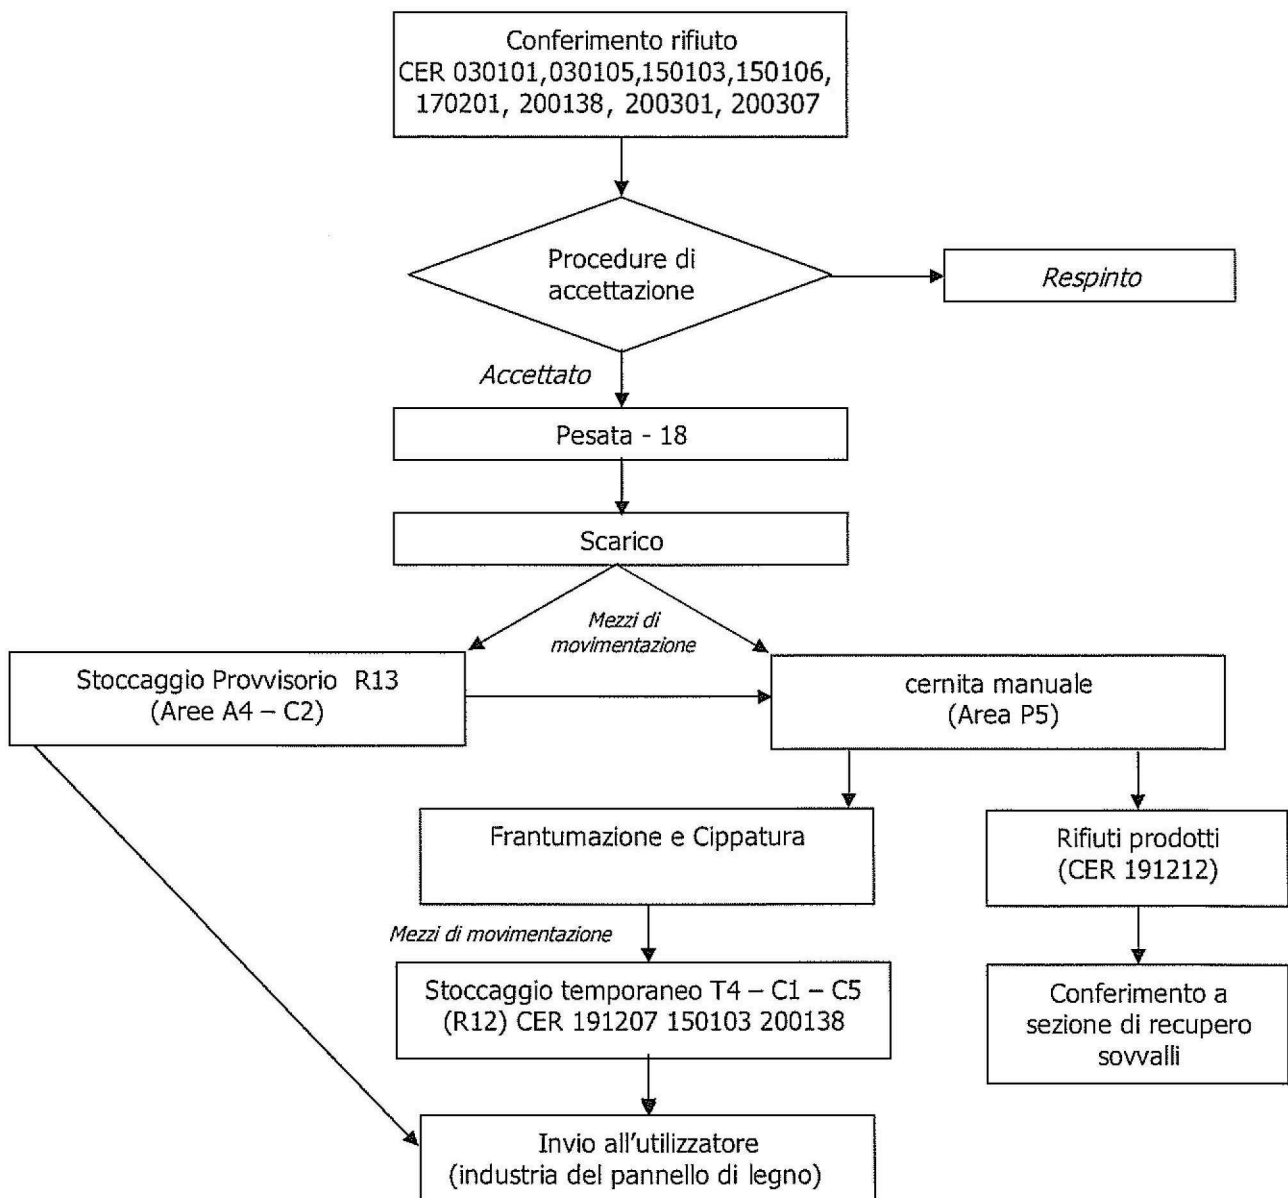 Conferimento rifiuto
CER 030101,030105,150103,150106,
170201, 200138, 200301, 200307
Procedure di
accettazione
Respinto
Accettato
Pesata - 18
Scarico
Mezzi di
movimentazione
Stoccaggio Provvisorio R13
(Aree A4 – C2)
cernita manuale
(Area P5)
Frantumazione e Cippatura
Rifiuti prodotti
(CER 191212)
Mezzi di movimentazione
Stoccaggio temporaneo T4 – C1 – C5
(R12) CER 191207 150103 200138
Conferimento a
sezione di recupero
sovvalli
Invio all'utilizzatore
(industria del pannello di legno)